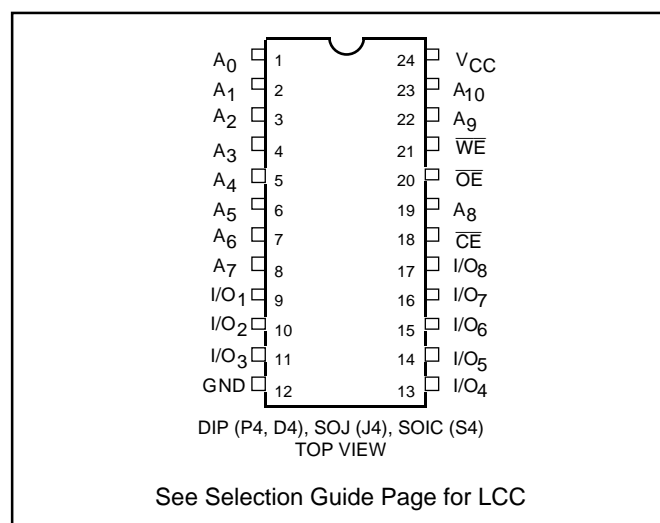 A0 1 24 VCC
A1 2 23 A10
A2 3 22 A9
A3 4 21 W̅E̅
A4 5 20 O̅E̅
A5 6 19 A8
A6 7 18 C̅E̅
A7 8 17 I/O8
I/O1 9 16 I/O7
I/O2 10 15 I/O6
I/O3 11 14 I/O5
GND 12 13 I/O4
DIP (P4, D4), SOJ (J4), SOIC (S4)
TOP VIEW
See Selection Guide Page for LCC